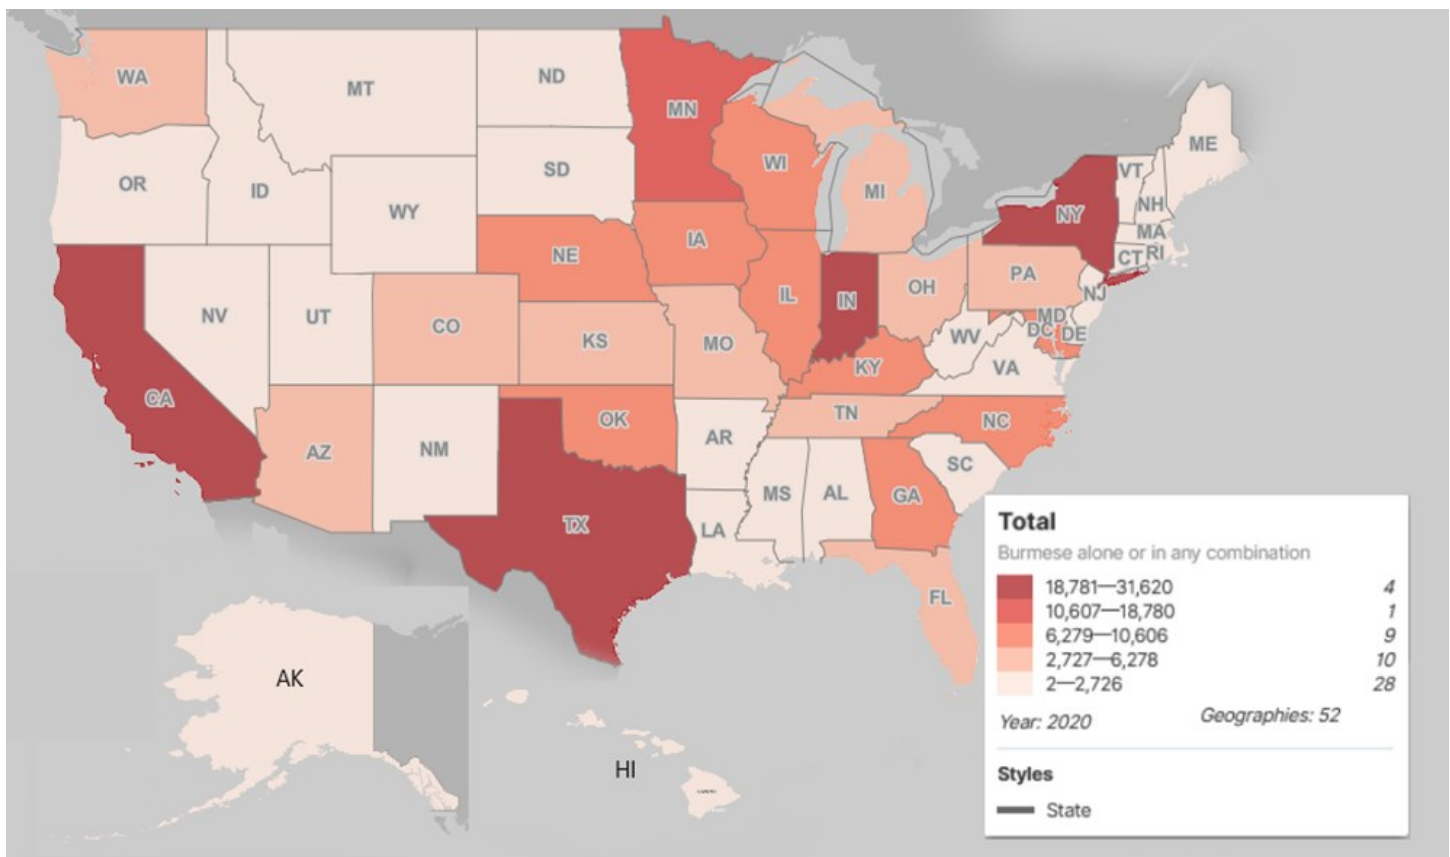 WA
MT
ND
MN
ME
OR
ID
SD
WI
VT
WY
MI
NH
NY
MA
NE
IA
CT RI
NV
UT
CO
KS
IL
IN
OH
PA
NJ
MO
WV
MD
DC DE
CA
KY
VA
AZ
NM
OK
AR
TN
NC
MS
AL
GA
SC
TX
LA
FL
AK
HI
Total
Burmese alone or in any combination
18,781—31,620 4
10,607—18,780 1
6,279—10,606 9
2,727—6,278 10
2—2,726 28
Year: 2020 Geographies: 52
Styles
State